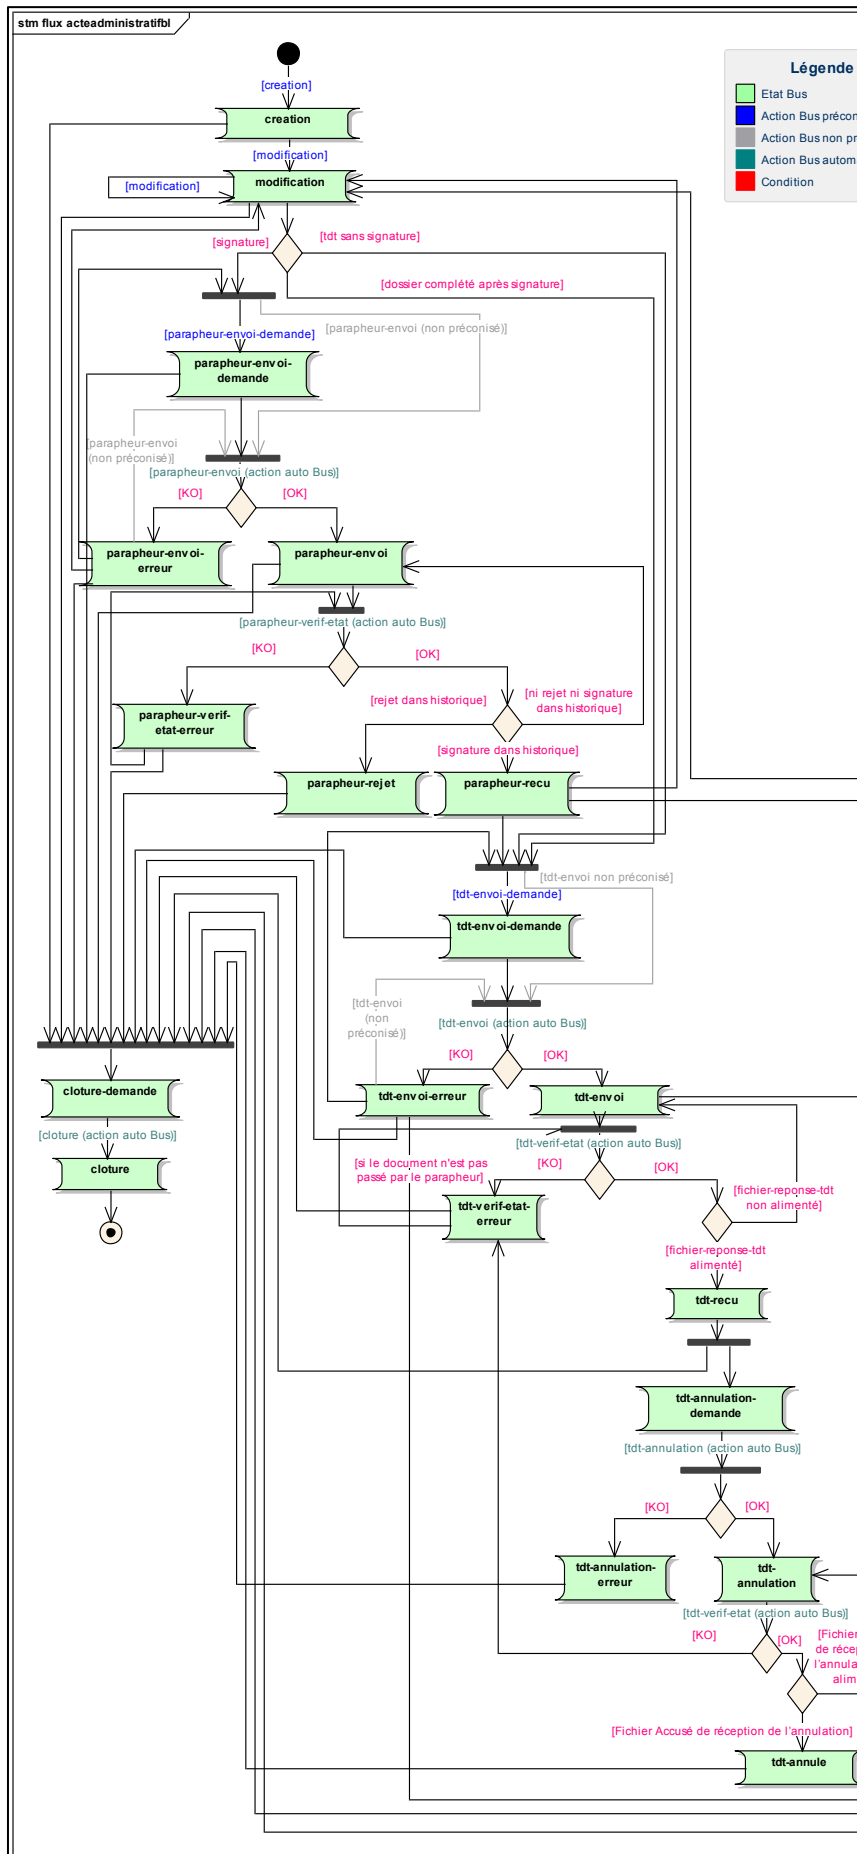 stm flux acteadministratifbl
Légende
Etat Bus
Action Bus
Action Bus non
Action Bus
Condition
[creation]
creation
[modification]
modification
[modification]
[signature]
[tdt sans signature]
[dossier complété après signature]
[parapheur-envoi (non préconisé)]
[parapheur-envoi-demande]
parapheur-envoi-
demande
[parapheur-envoi
(non préconisé)]
[parapheur-envoi (action auto Bus)]
[KO]
[OK]
parapheur-envoi-
erreur
parapheur-envoi
[parapheur-verif-etat (action auto Bus)]
[KO]
[OK]
[rejet dans historique]
[ni rejet ni signature
dans historique]
parapheur-verif-
etat-erreur
[signature dans historique]
parapheur-rejet
parapheur-recu
[tdt-envoi non préconisé]
[tdt-envoi-demande]
tdt-envoi-demande
[tdt-envoi
(non
préconisé)]
[tdt-envoi (action auto Bus)]
[KO]
[OK]
cloture-demande
tdt-envoi-erreur
tdt-envoi
[cloture (action auto Bus)]
[tdt-verif-etat (action auto Bus)]
cloture
[si le document n'est pas
passé par le parapheur]
[KO]
[OK]
tdt-verif-etat-
erreur
[fichier-reponse-tdt
non alimenté]
[fichier-reponse-tdt
alimenté]
tdt-recu
tdt-annulation-
demande
[tdt-annulation (action auto Bus)]
[KO]
[OK]
tdt-annulation-
erreur
tdt-
annulation
[tdt-verif-etat (action auto Bus)]
[KO]
[OK]
[Fichier
de
[Fichier Accusé de réception de l'annulation]
tdt-annule